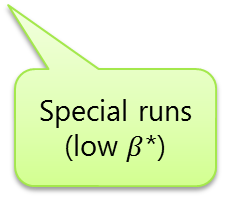 Special runs
(low 𝛽*)